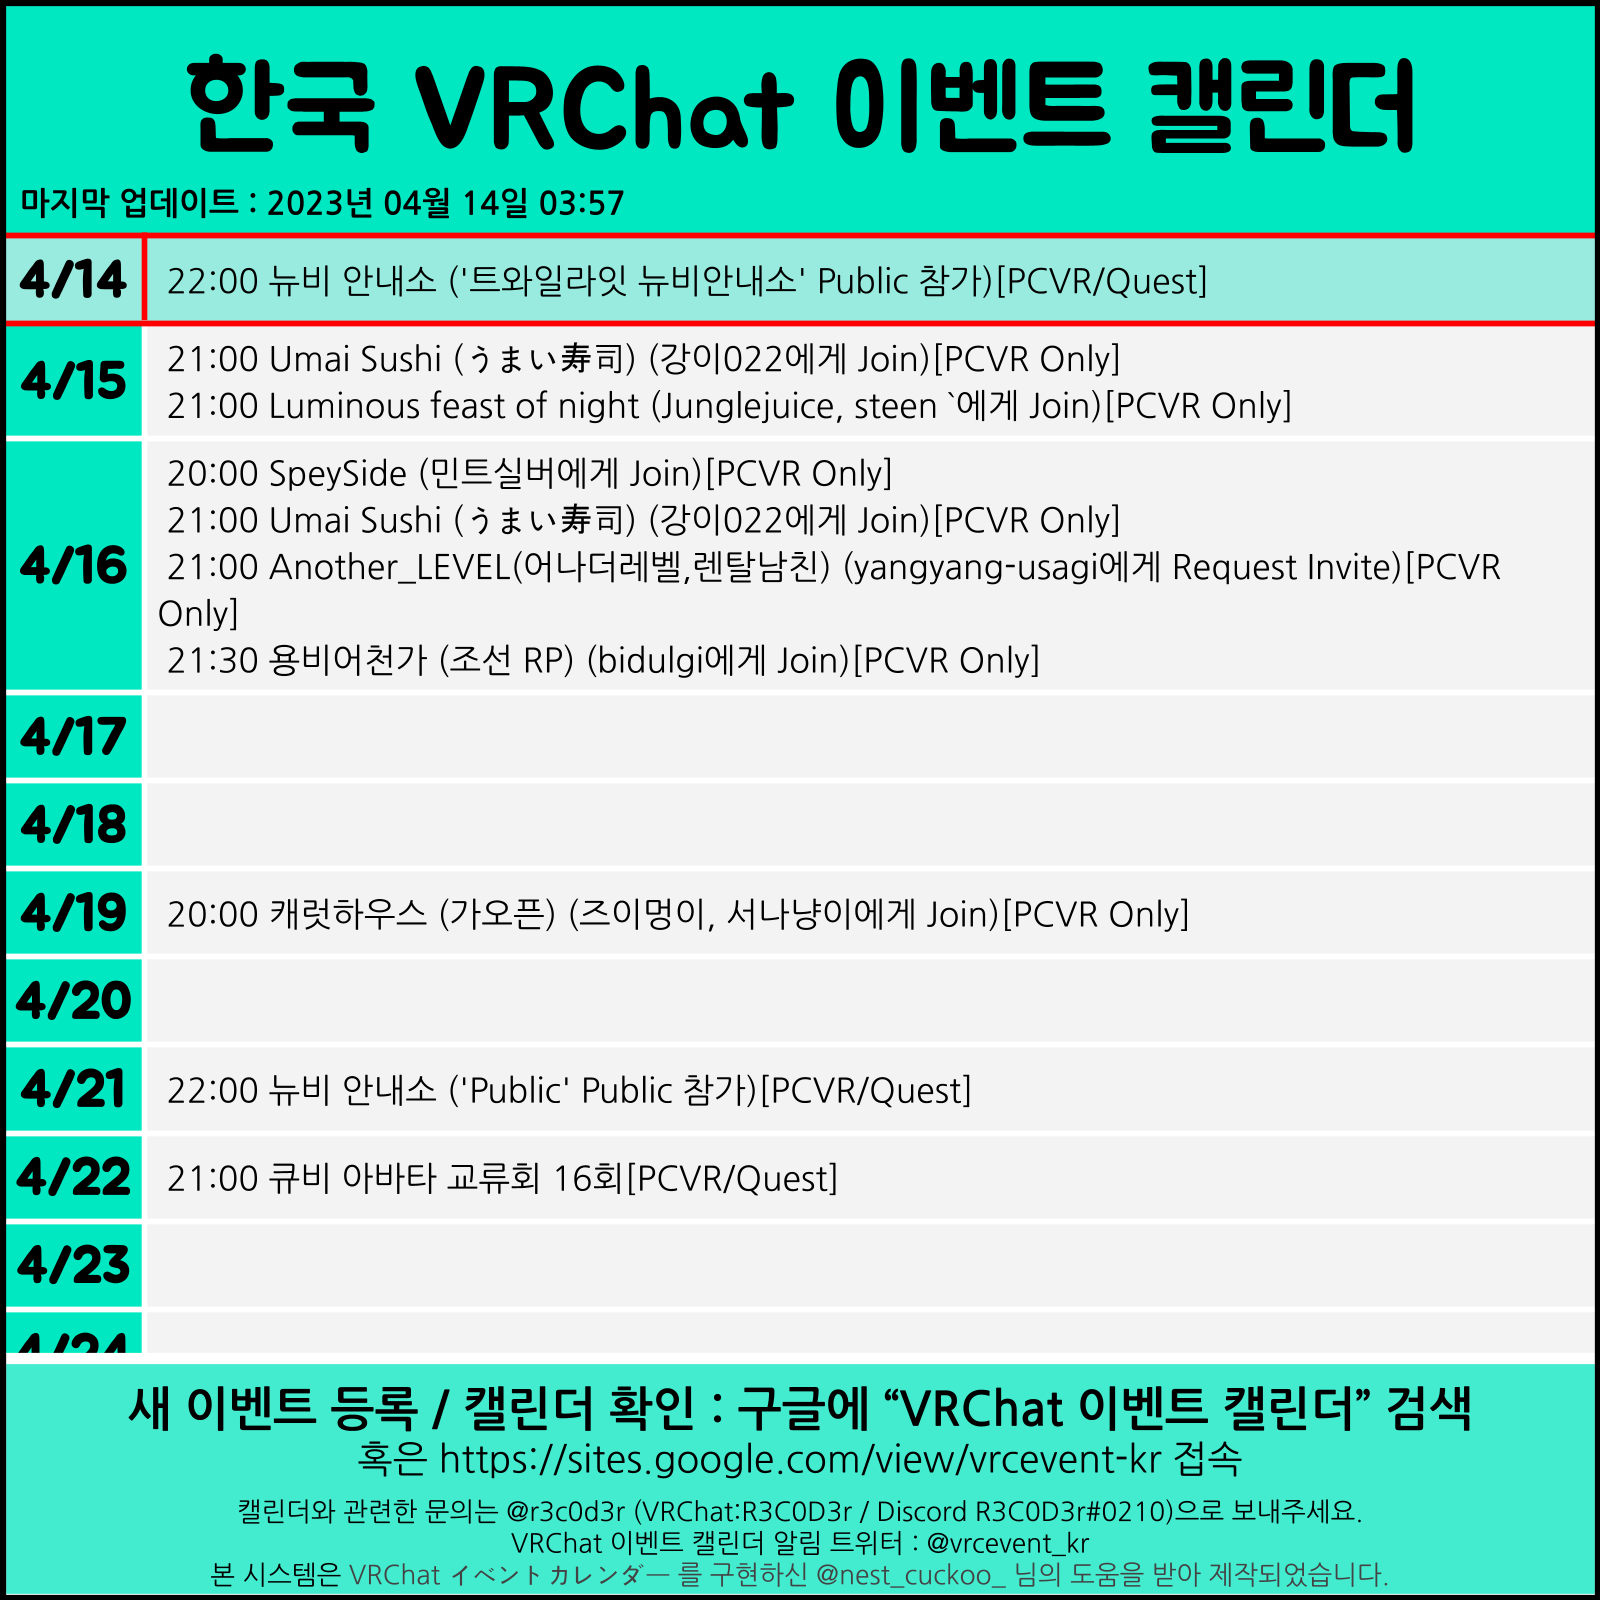 한국 VRChat 이벤트 캘린더
마지막 업데이트 : 2023년 04월 14일 03:57
4/14
22:00 뉴비 안내소 ('트와일라잇 뉴비안내소' Public 참가)[PCVR/Quest]
4/15
21:00 Umai Sushi (うまい寿司) (강이022에게 Join)[PCVR Only]
21:00 Luminous feast of night (Junglejuice, steen `에게 Join)[PCVR Only]
4/16
20:00 SpeySide (민트실버에게 Join)[PCVR Only]
21:00 Umai Sushi (うまい寿司) (강이022에게 Join)[PCVR Only]
21:00 Another_LEVEL(어나더레벨,렌탈남친) (yangyang-usagi에게 Request Invite)[PCVR
Only]
21:30 용비어천가 (조선 RP) (bidulgi에게 Join)[PCVR Only]
4/17
4/18
4/19
20:00 캐럿하우스 (가오픈) (즈이멍이, 서나냥이에게 Join)[PCVR Only]
4/20
4/21
22:00 뉴비 안내소 ('Public' Public 참가)[PCVR/Quest]
4/22
21:00 큐비 아바타 교류회 16회[PCVR/Quest]
4/23
4/24
새 이벤트 등록 / 캘린더 확인 : 구글에 “VRChat 이벤트 캘린더” 검색
혹은 https://sites.google.com/view/vrcevent-kr 접속
캘린더와 관련한 문의는 @r3c0d3r (VRChat:R3C0D3r / Discord R3C0D3r#0210)으로 보내주세요.
VRChat 이벤트 캘린더 알림 트위터 : @vrcevent_kr
본 시스템은 VRChat イベントカレンダー 를 구현하신 @nest_cuckoo_ 님의 도움을 받아 제작되었습니다.